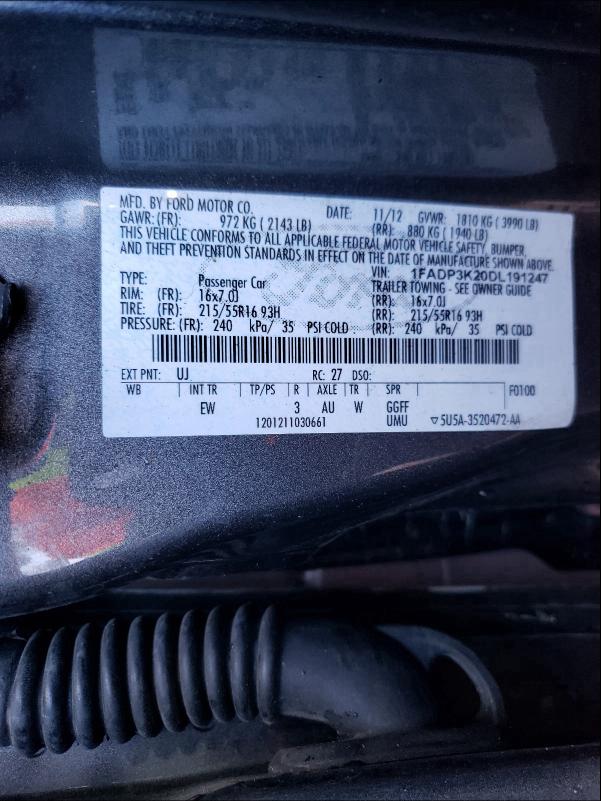 MFD. BY FORD MOTOR CO. DATE: 11/12 GVWR: 1810 KG ( 3990 LB)
GAWR: (FR): 972 KG ( 2143 LB) (RR): 880 KG ( 1940 LB)
THIS VEHICLE CONFORMS TO ALL APPLICABLE FEDERAL MOTOR VEHICLE SAFETY, BUMPER,
AND THEFT PREVENTION STANDARDS IN EFFECT ON THE DATE OF MANUFACTURE SHOWN ABOVE.
VIN: 1FADP3K20DL191247
TYPE: Passenger Car TRAILER TOWING - SEE OWNER GUIDE
RIM: (FR): 16x7.0J (RR): 16x7.0J
TIRE: (FR): 215/55R16 93H (RR): 215/55R16 93H
PRESSURE: (FR): 240 kPa/ 35 PSI COLD (RR): 240 kPa/ 35 PSI COLD
EXT PNT: UJ RC: 27 DSO:
WB INT TR TP/PS R AXLE TR SPR F0100
EW 3 AU W GGFF
1201211030661 UMU ▽5U5A-3520472-AA